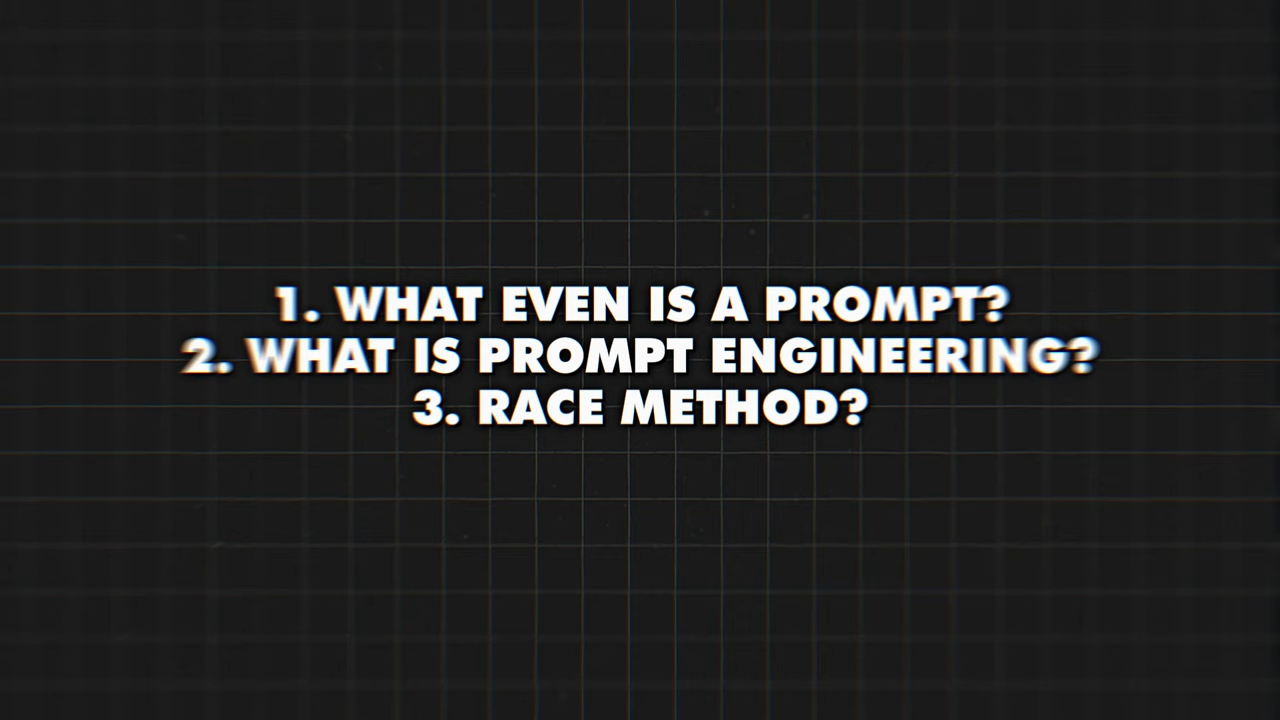 1. WHAT EVEN IS A PROMPT?
2. WHAT IS PROMPT ENGINEERING?
3. RACE METHOD?